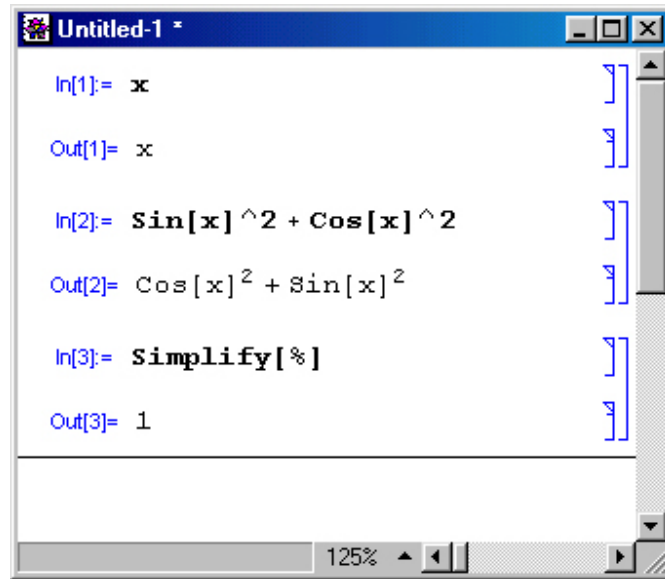 Untitled-1 *
In[1]:= x
Out[1]= x
In[2]:= Sin[x]^2 + Cos[x]^2
Out[2]= Cos[x]² + Sin[x]²
In[3]:= Simplify[%]
Out[3]= 1
125%